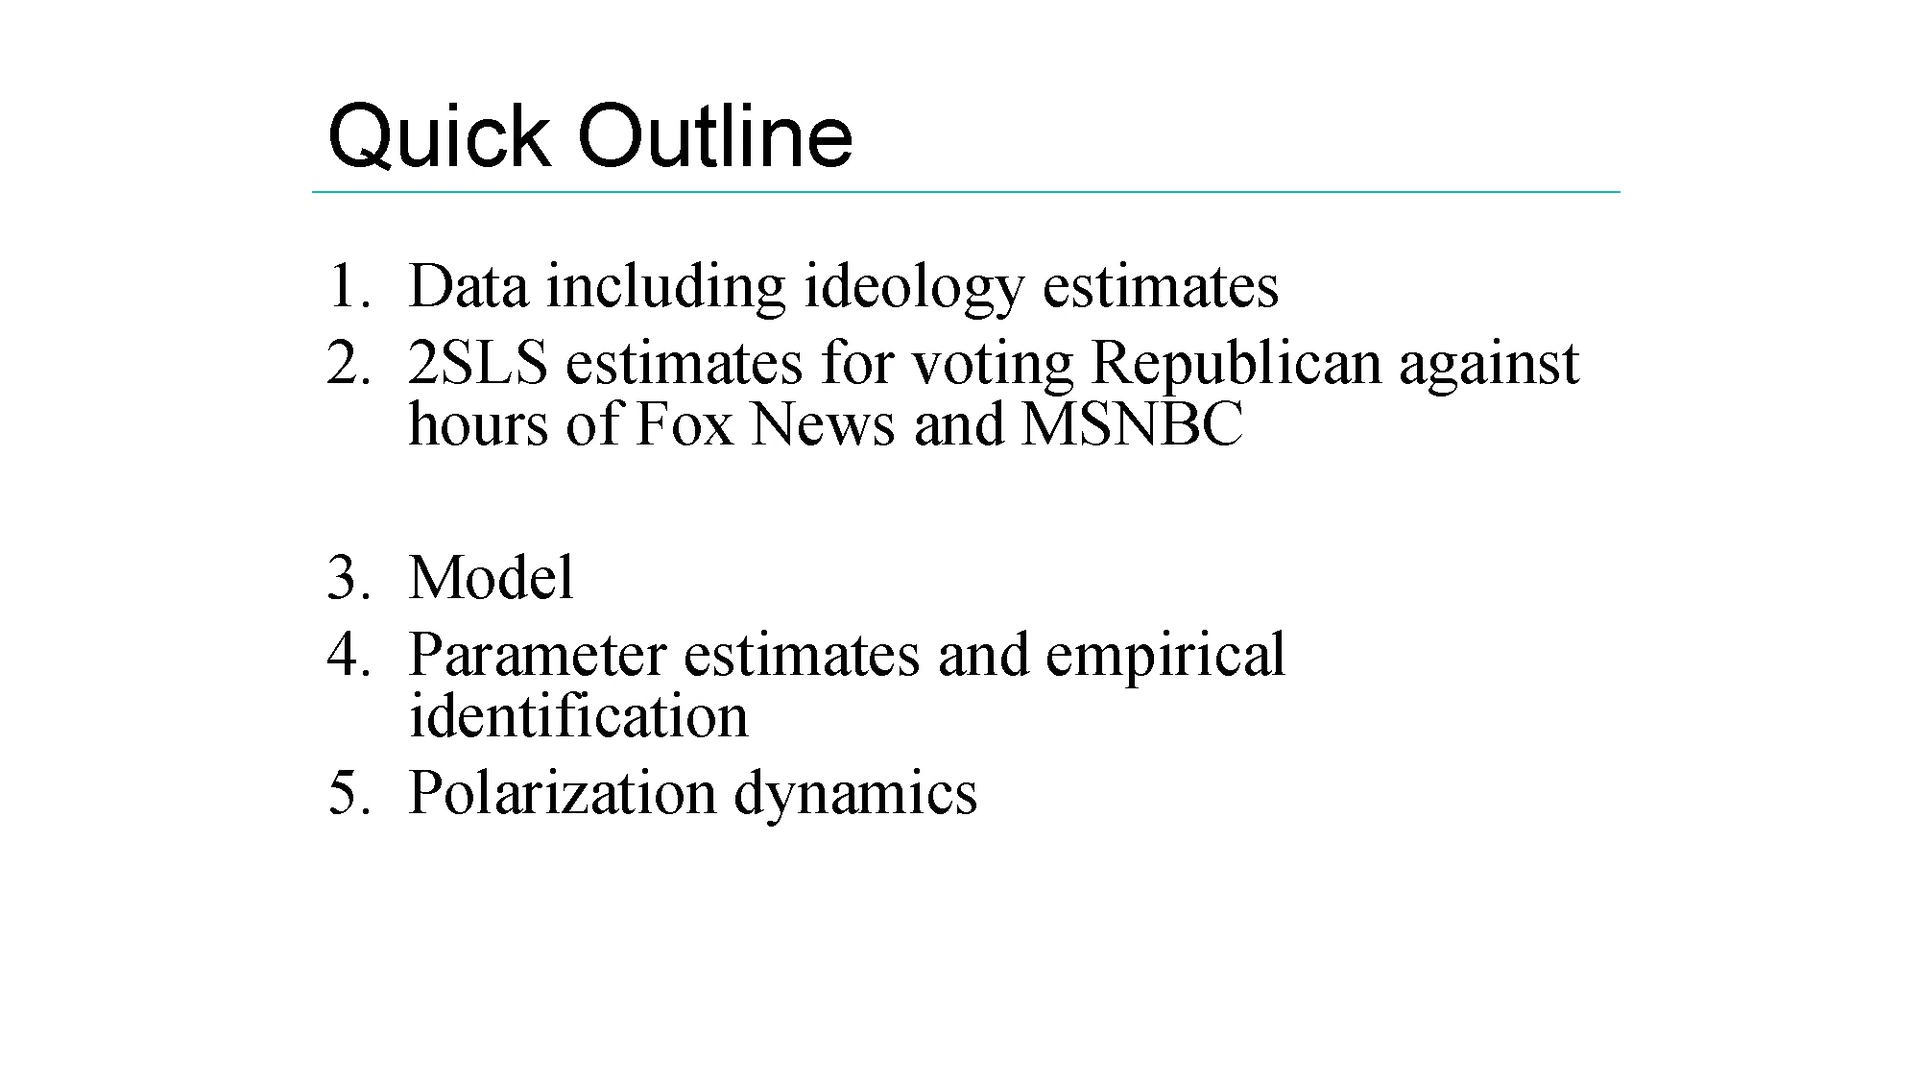 Quick Outline
1. Data including ideology estimates
2. 2SLS estimates for voting Republican against
hours of Fox News and MSNBC
3. Model
4. Parameter estimates and empirical
identification
5. Polarization dynamics